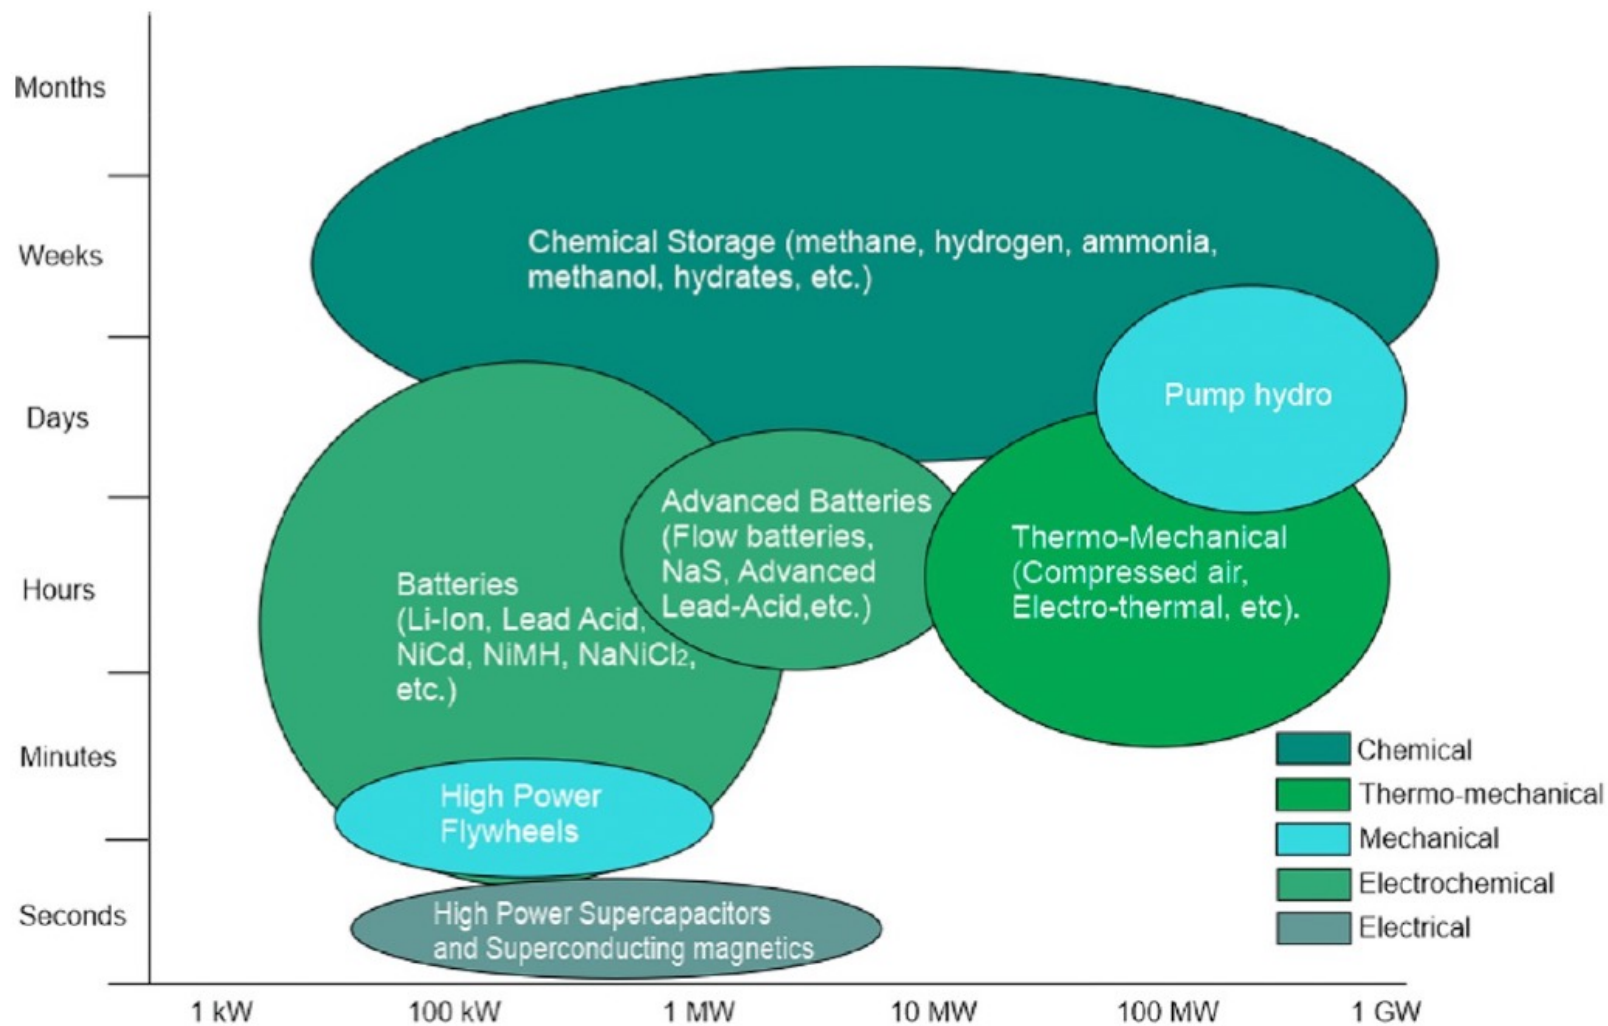 Months
Weeks
Days
Hours
Minutes
Seconds
Chemical Storage (methane, hydrogen, ammonia,
methanol, hydrates, etc.)
Pump hydro
Advanced Batteries
(Flow batteries,
NaS, Advanced
Lead-Acid,etc.)
Thermo-Mechanical
(Compressed air,
Electro-thermal, etc).
Batteries
(Li-Ion, Lead Acid,
NiCd, NiMH, NaNiCl₂,
etc.)
High Power
Flywheels
High Power Supercapacitors
and Superconducting magnetics
Chemical
Thermo-mechanical
Mechanical
Electrochemical
Electrical
1 kW 100 kW 1 MW 10 MW 100 MW 1 GW